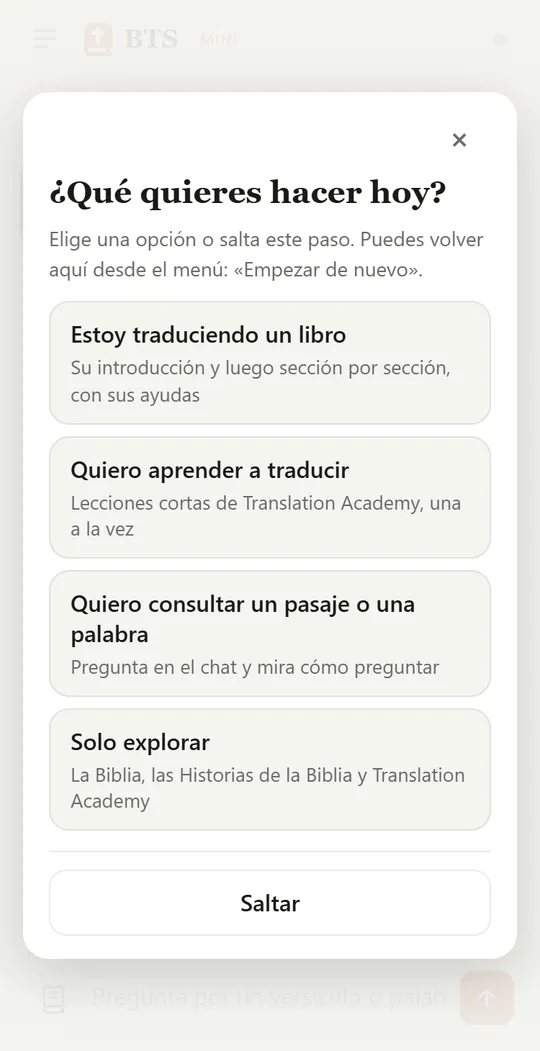 BTS MINI
¿Qué quieres hacer hoy?
Elige una opción o salta este paso. Puedes volver
aquí desde el menú: «Empezar de nuevo».
Estoy traduciendo un libro
Su introducción y luego sección por sección,
con sus ayudas
Quiero aprender a traducir
Lecciones cortas de Translation Academy, una
a la vez
Quiero consultar un pasaje o una
palabra
Pregunta en el chat y mira cómo preguntar
Solo explorar
La Biblia, las Historias de la Biblia y Translation
Academy
Saltar
Pregunta por un versículo o palab